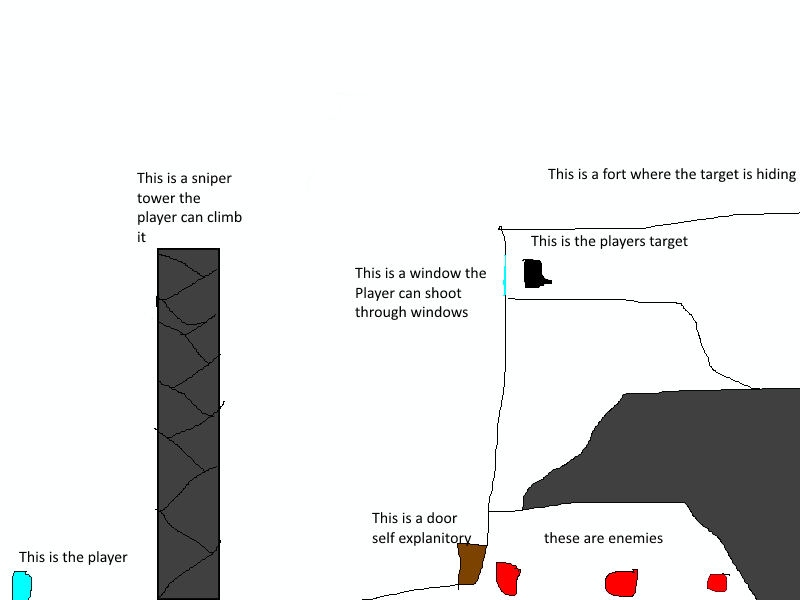 This is a sniper
tower the
player can climb
it
This is a fort where the target is hiding
This is the players target
This is a window the
Player can shoot
through windows
This is a door
self explanitory
these are enemies
This is the player